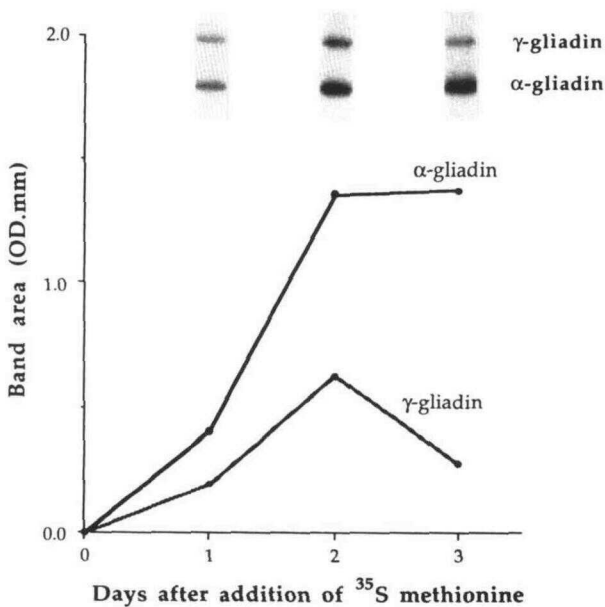 2.0
γ-gliadin
α-gliadin
α-gliadin
1.0
Band area (OD.mm)
γ-gliadin
0.0
0 1 2 3
Days after addition of ³⁵S methionine